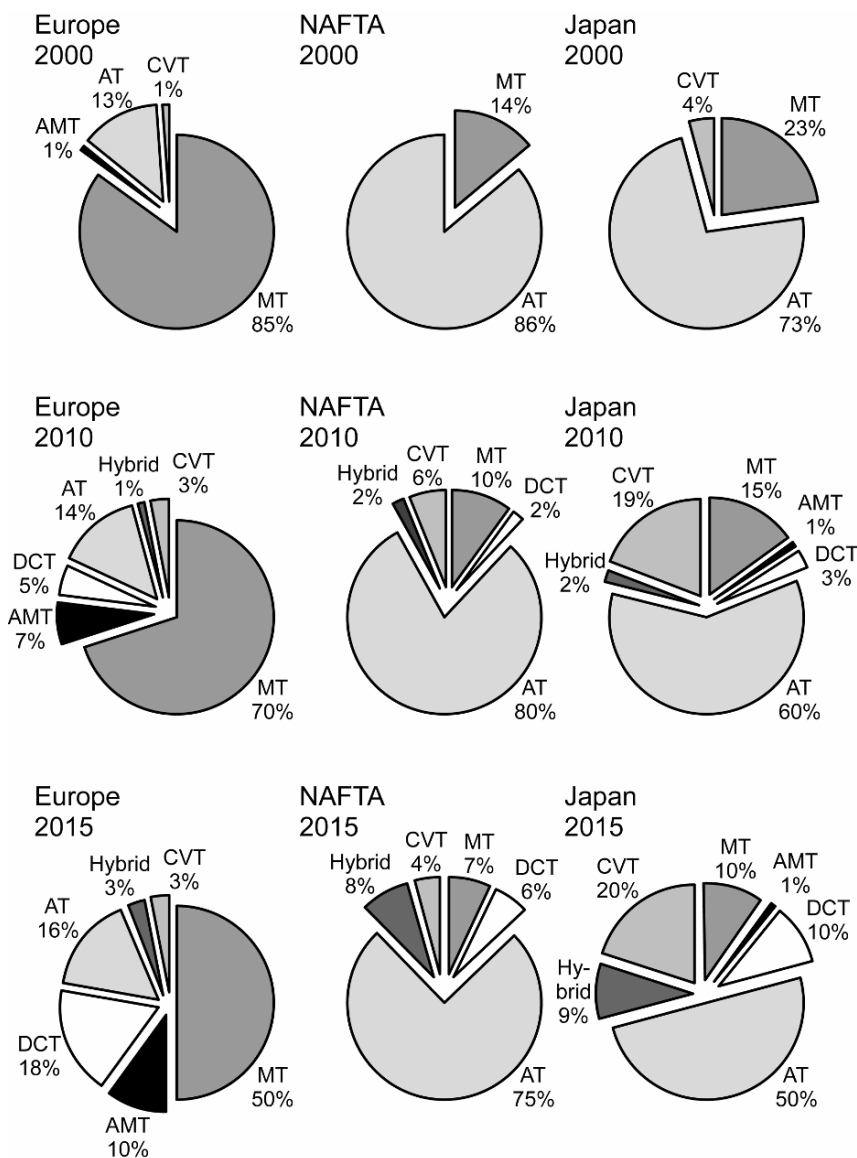 Europe
2000
CVT
1%
AT
13%
AMT
1%
MT
85%
NAFTA
2000
MT
14%
AT
86%
Japan
2000
CVT
4%
MT
23%
AT
73%
Europe
2010
Hybrid
1%
CVT
3%
AT
14%
DCT
5%
AMT
7%
MT
70%
NAFTA
2010
Hybrid
2%
CVT
6%
MT
10%
DCT
2%
AT
80%
Japan
2010
CVT
19%
MT
15%
AMT
1%
DCT
3%
Hybrid
2%
AT
60%
Europe
2015
Hybrid
3%
CVT
3%
AT
16%
DCT
18%
AMT
10%
MT
50%
NAFTA
2015
Hybrid
8%
CVT
4%
MT
7%
DCT
6%
AT
75%
Japan
2015
CVT
20%
MT
10%
AMT
1%
DCT
10%
Hy-
brid
9%
AT
50%